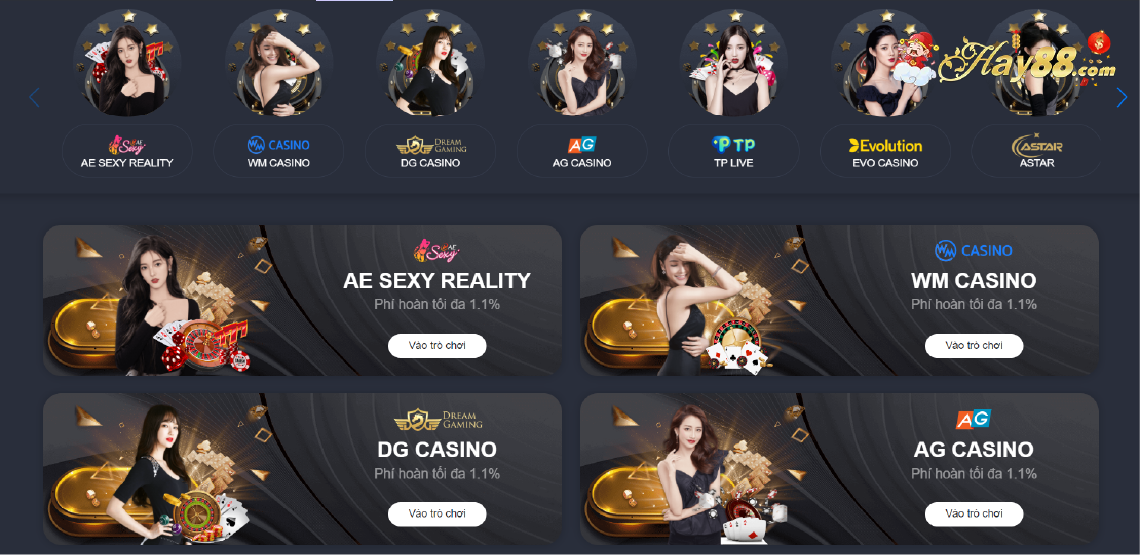 Hay88.com
AE Sexy
AE SEXY REALITY
WM CASINO
WM CASINO
DREAM GAMING
DG CASINO
AG
AG CASINO
PTP
TP LIVE
Evolution
EVO CASINO
ASTAR
ASTAR
AE Sexy
AE SEXY REALITY
Phí hoàn tối đa 1.1%
Vào trò chơi
WM CASINO
WM CASINO
Phí hoàn tối đa 1.1%
Vào trò chơi
DREAM
GAMING
DG CASINO
Phí hoàn tối đa 1.1%
Vào trò chơi
AG
AG CASINO
Phí hoàn tối đa 1.1%
Vào trò chơi